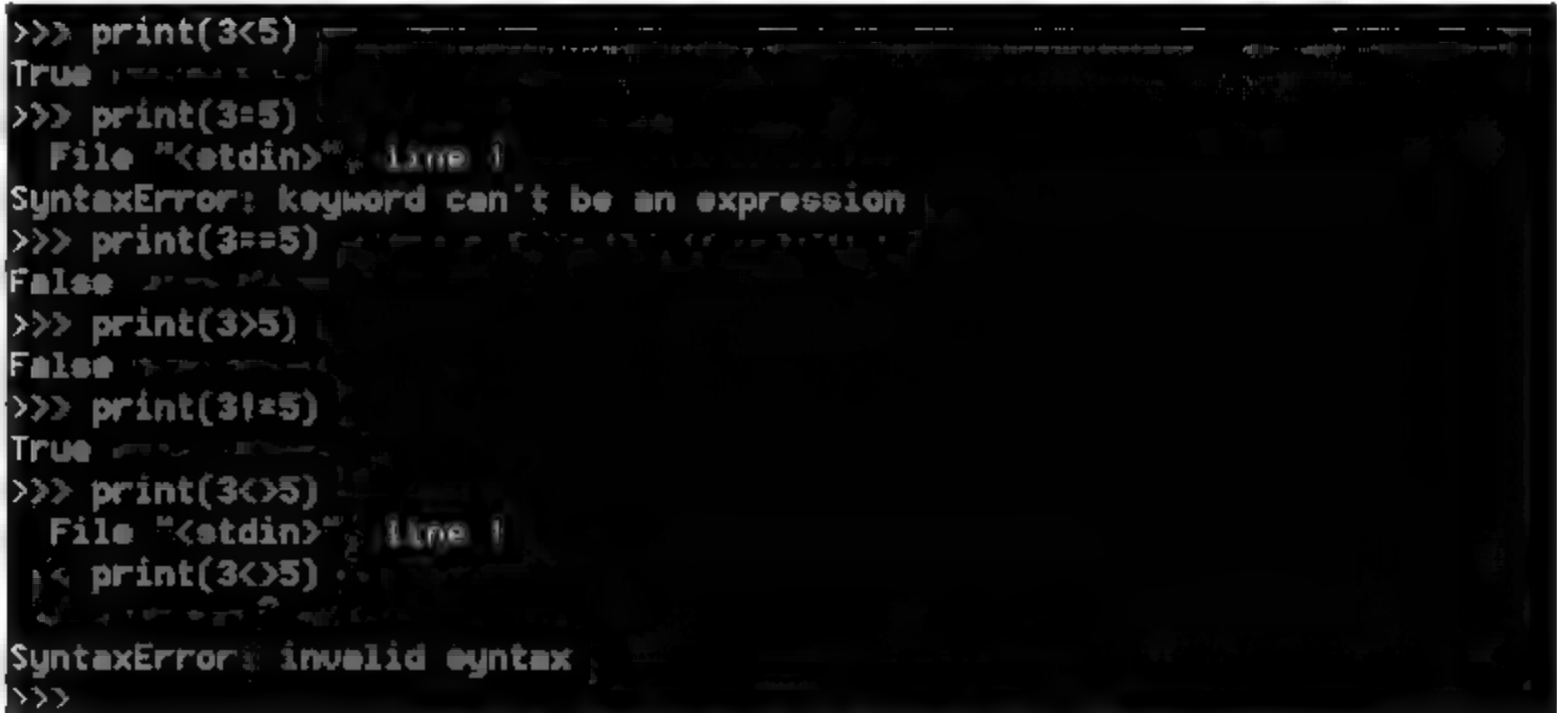 >>> print(3<5)
True
>>> print(3=5)
  File "<stdin>", line 1
SyntaxError: keyword can't be an expression
>>> print(3==5)
False
>>> print(3>5)
False
>>> print(3!=5)
True
>>> print(3<>5)
  File "<stdin>", line 1
    print(3<>5)
            ^
SyntaxError: invalid syntax
>>>